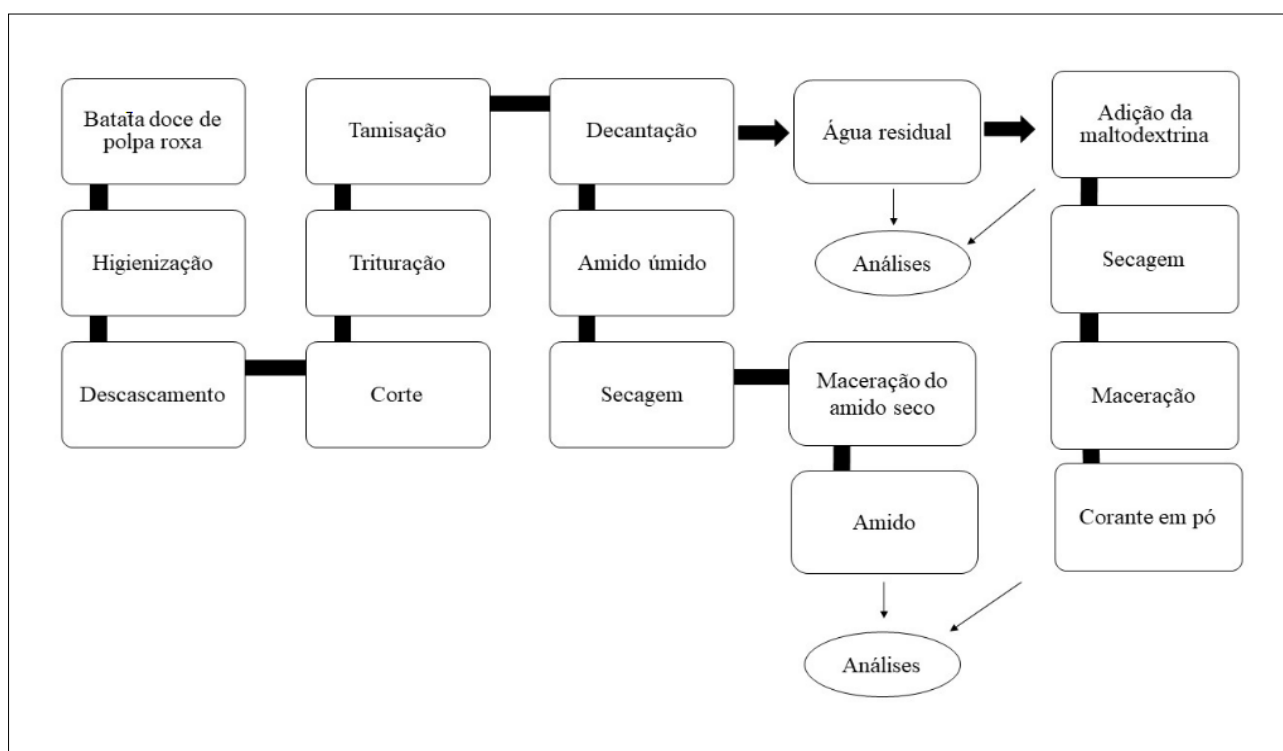 Batata doce de
polpa roxa
Higienização
Descascamento
Corte
Trituração
Tamisação
Decantação
Amido úmido
Secagem
Maceração do
amido seco
Amido
Análises
Água residual
Análises
Adição da
maltodextrina
Secagem
Maceração
Corante em pó